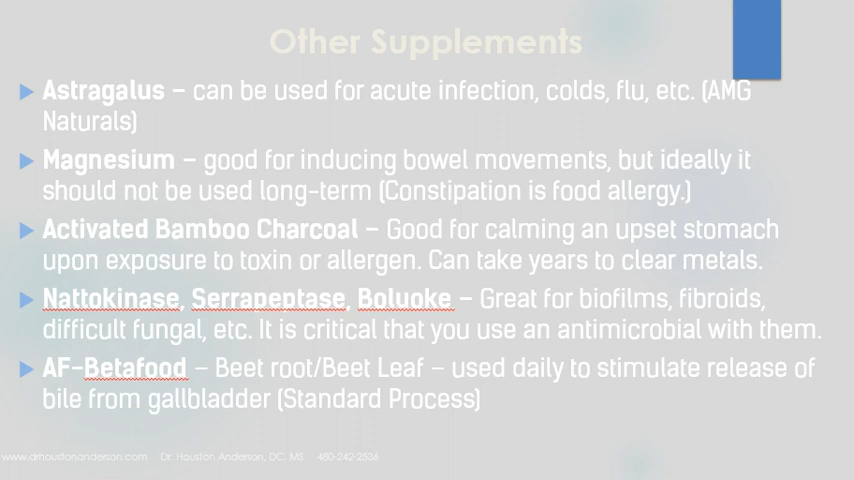 Other Supplements
Astragalus – can be used for acute infection, colds, flu, etc. (AMG
Naturals)
Magnesium – good for inducing bowel movements, but ideally it
should not be used long-term (Constipation is food allergy.)
Activated Bamboo Charcoal – Good for calming an upset stomach
upon exposure to toxin or allergen. Can take years to clear metals.
Nattokinase, Serrapeptase, Boluoke – Great for biofilms, fibroids,
difficult fungal, etc. It is critical that you use an antimicrobial with them.
AF-Betafood – Beet root/Beet Leaf – used daily to stimulate release of
bile from gallbladder (Standard Process)
www.drhoustonanderson.com Dr. Houston Anderson, DC, MS 480-242-2536